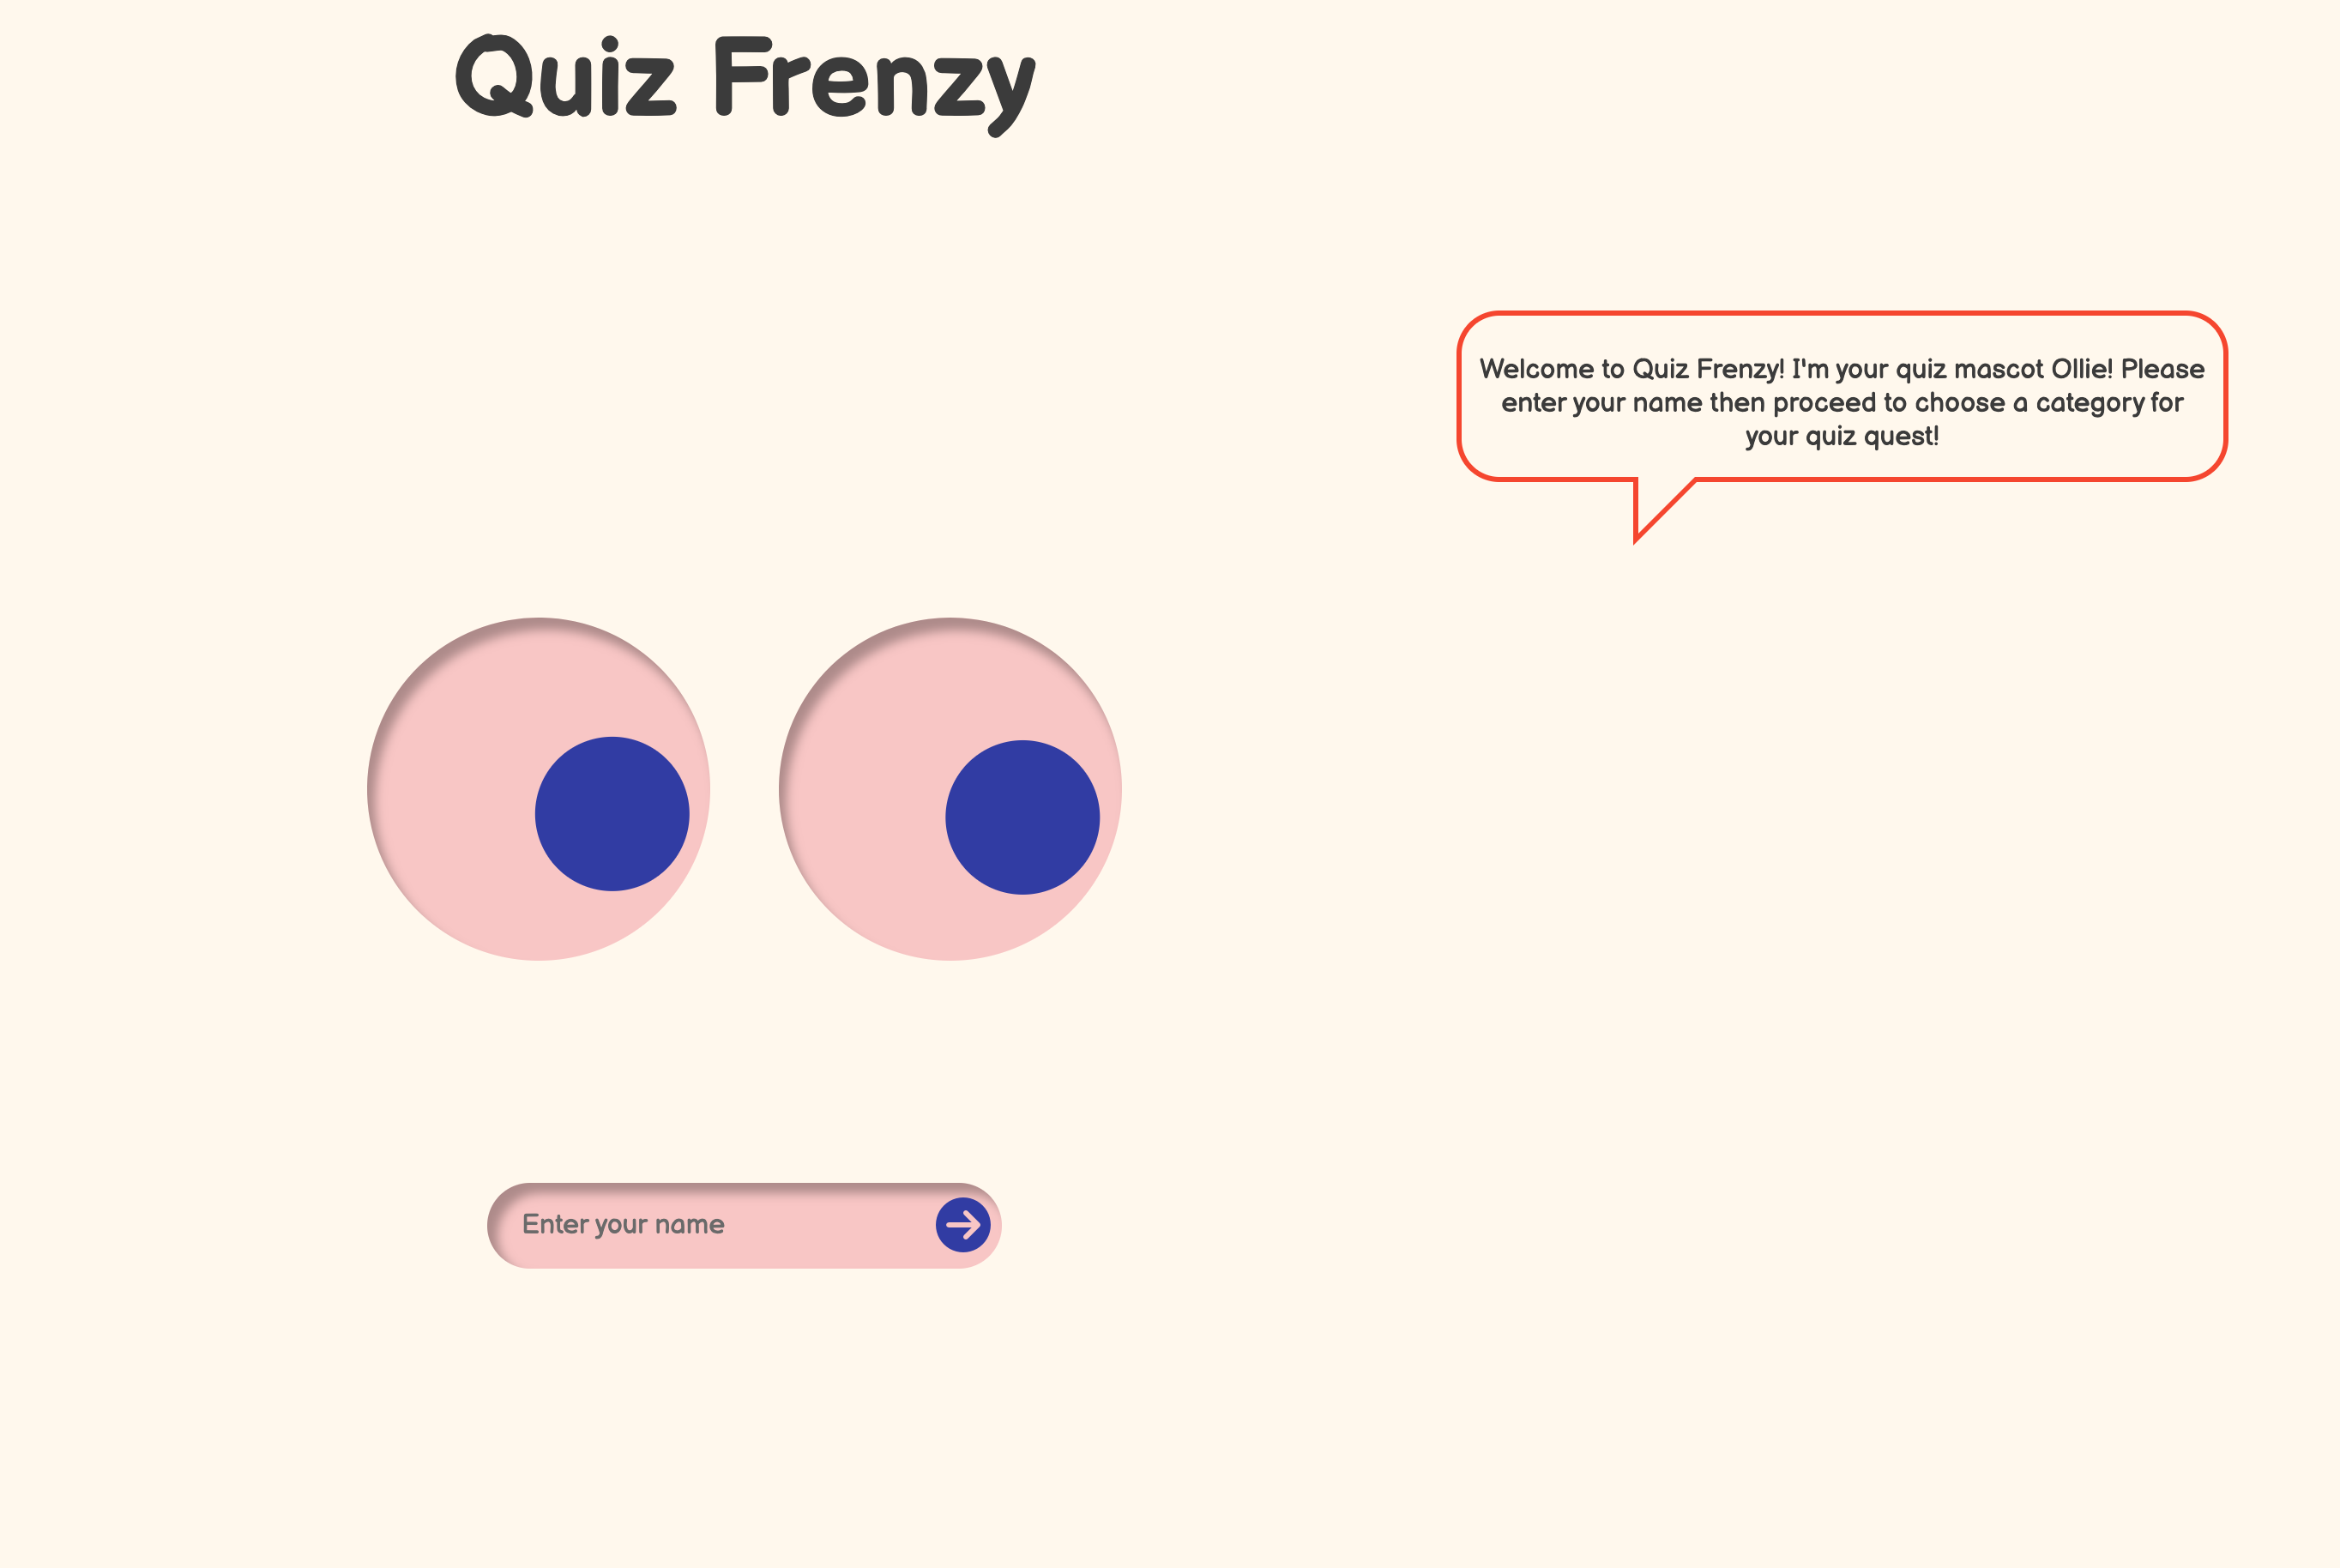 Quiz Frenzy
Welcome to Quiz Frenzy! I'm your quiz mascot Ollie! Please
enter your name then proceed to choose a category for
your quiz quest!
Enter your name